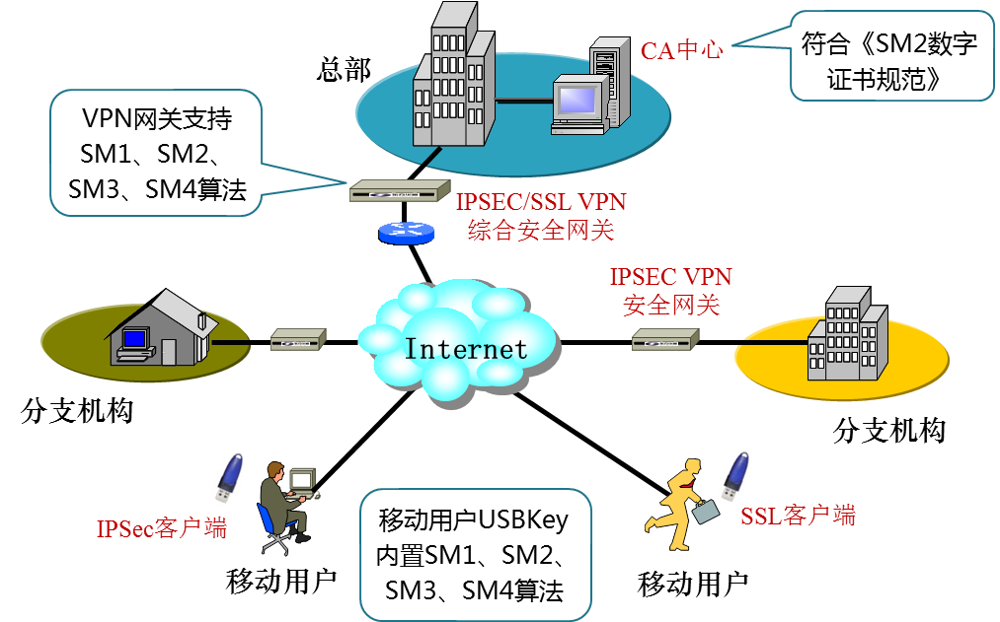 总部
CA中心
符合《SM2数字
证书规范》
VPN网关支持
SM1、SM2、
SM3、SM4算法
IPSEC/SSL VPN
综合安全网关
IPSEC VPN
安全网关
Internet
分支机构
分支机构
IPSec客户端
移动用户
移动用户USBKey
内置SM1、SM2、
SM3、SM4算法
SSL客户端
移动用户